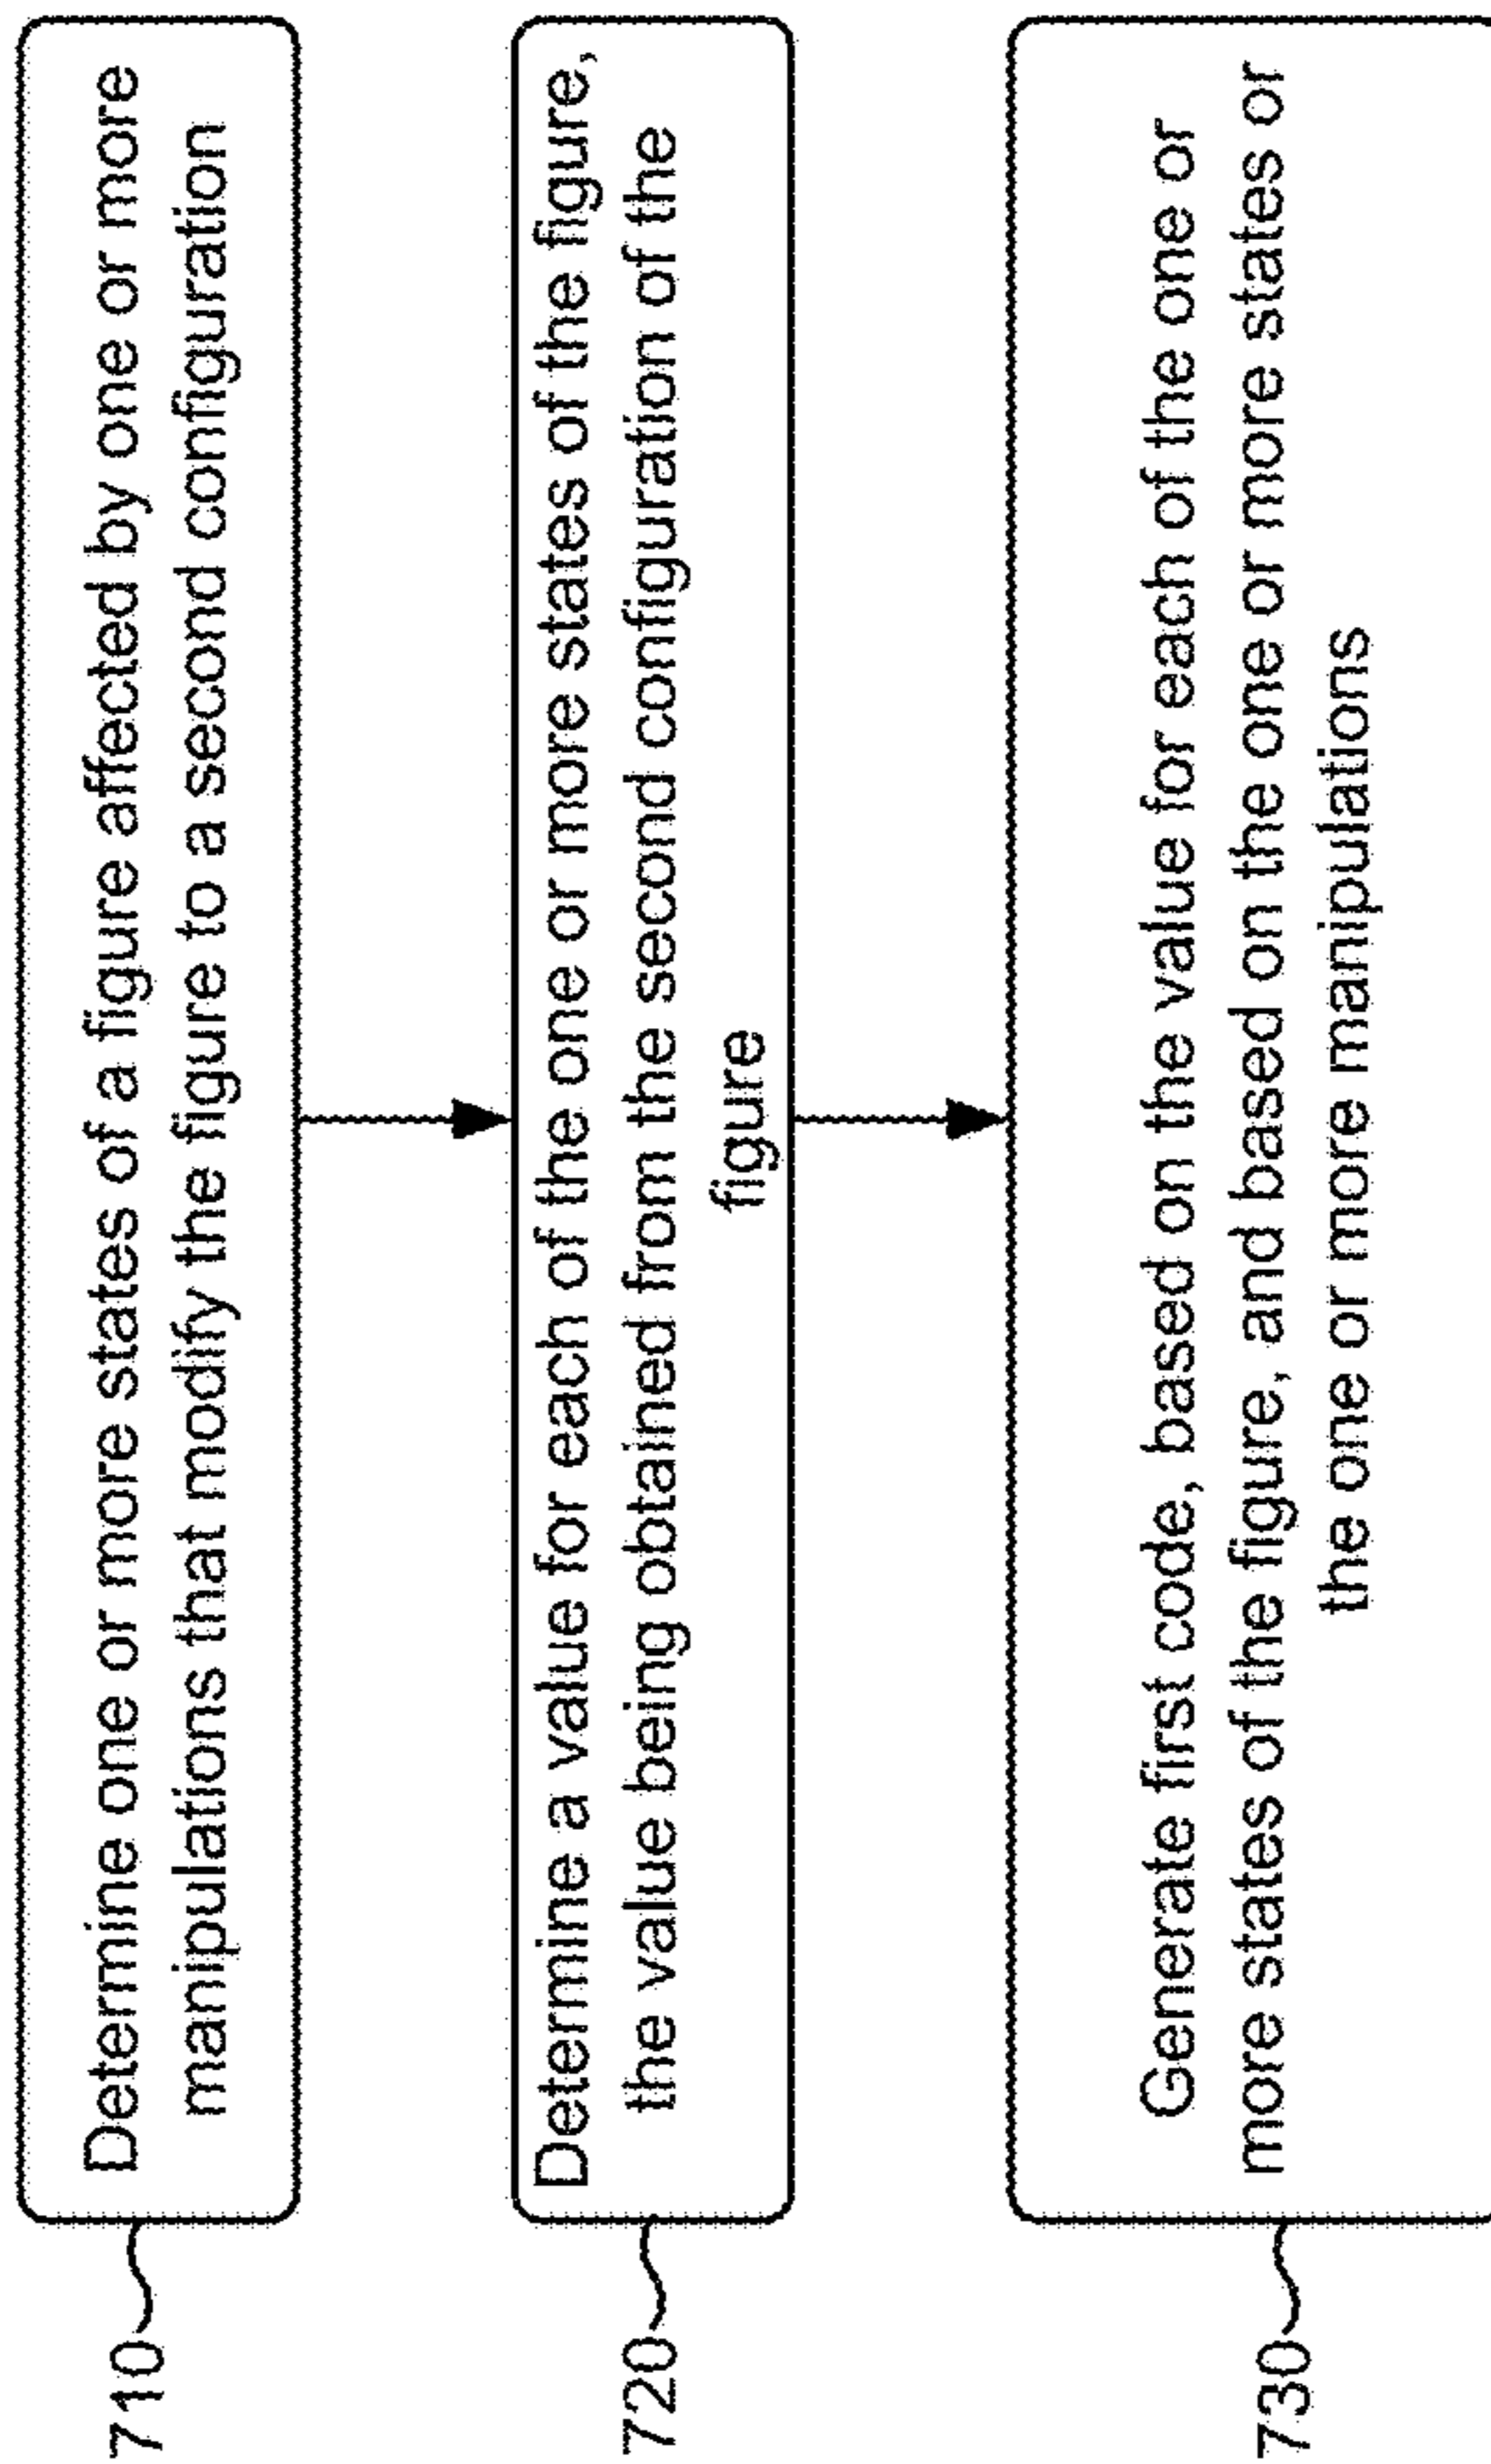 710
Determine one or more states of a figure affected by one or more
manipulations that modify the figure to a second configuration
720
Determine a value for each of the one or more states of the figure,
the value being obtained from the second configuration of the
figure
730
Generate first code, based on the value for each of the one or
more states of the figure, and based on the one or more states or
the one or more manipulations